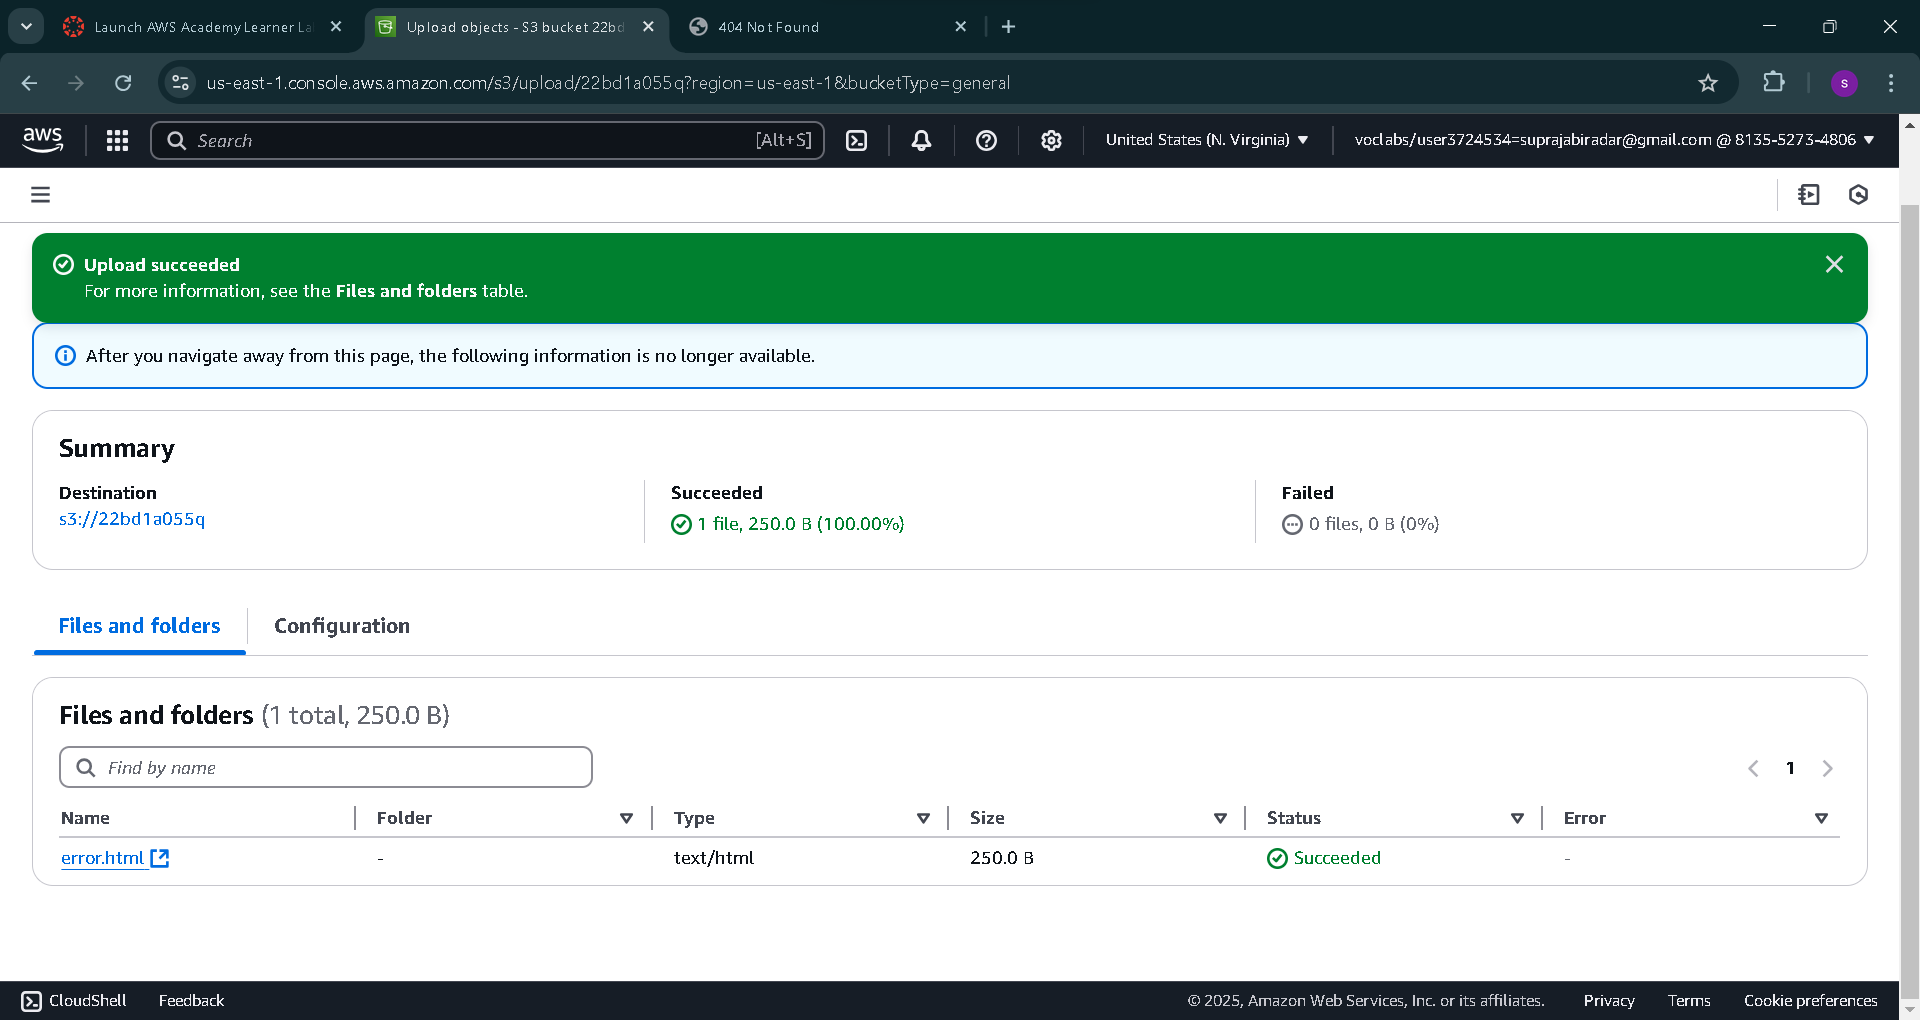 Launch AWS Academy Learner La
Upload objects - S3 bucket 22bd
404 Not Found
us-east-1.console.aws.amazon.com/s3/upload/22bd1a055q?region=us-east-1&bucketType=general
S
aws
Search
[Alt+S]
United States (N. Virginia)
voclabs/user3724534=suprajabiradar@gmail.com @ 8135-5273-4806
Upload succeeded
For more information, see the Files and folders table.
After you navigate away from this page, the following information is no longer available.
Summary
Destination
s3://22bd1a055q
Succeeded
1 file, 250.0 B (100.00%)
Failed
0 files, 0 B (0%)
Files and folders
Configuration
Files and folders (1 total, 250.0 B)
Find by name
1
Name Folder Type Size Status Error
error.html - text/html 250.0 B Succeeded -
CloudShell Feedback © 2025, Amazon Web Services, Inc. or its affiliates. Privacy Terms Cookie preferences